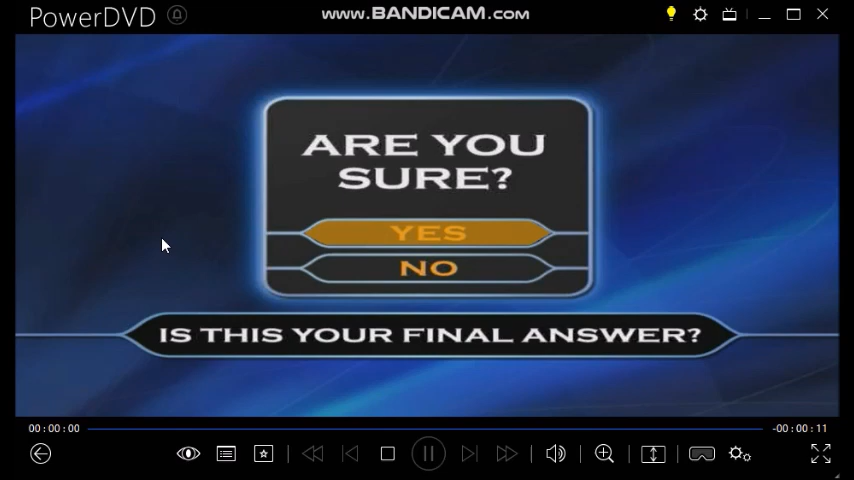 PowerDVD
www.BANDICAM.com
ARE YOU
SURE?
YES
NO
IS THIS YOUR FINAL ANSWER?
00:00:00
-00:00:11